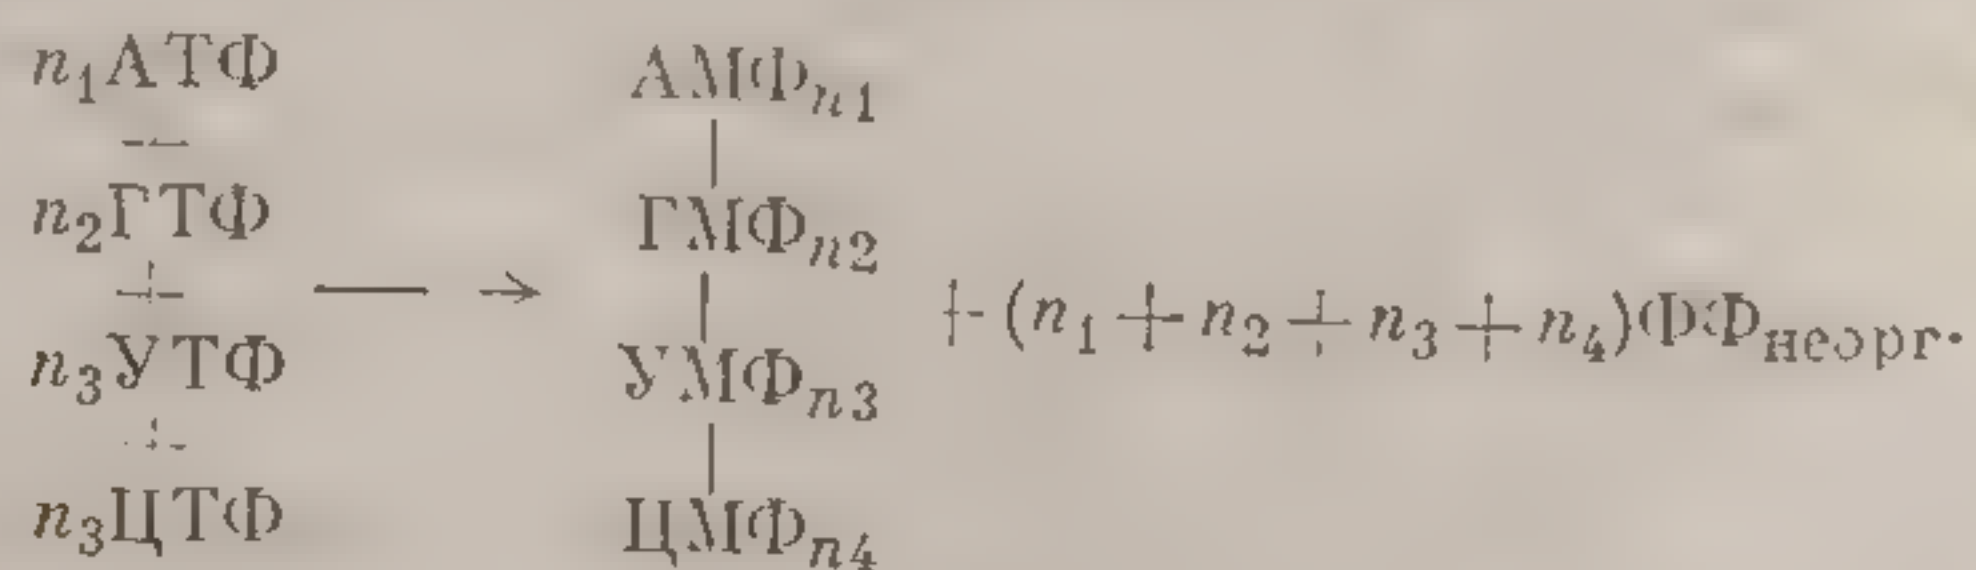 n₁АТФ
+
n₂ГТФ
+
n₃УТФ
+
n₃ЦТФ
→
АМФₙ₁
|
ГМФₙ₂
|
УМФₙ₃
|
ЦМФₙ₄
+ (n₁ + n₂ + n₃ + n₄)ФФнеорг.